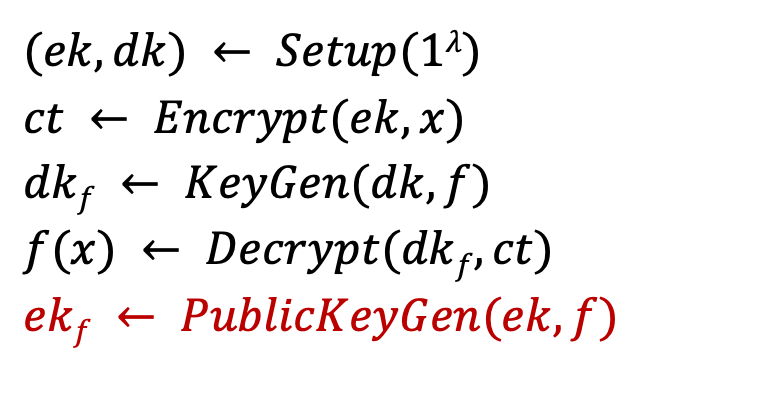 (ek, dk) ← Setup(1^λ)
ct ← Encrypt(ek, x)
dk_f ← KeyGen(dk, f)
f(x) ← Decrypt(dk_f, ct)
ek_f ← PublicKeyGen(ek, f)